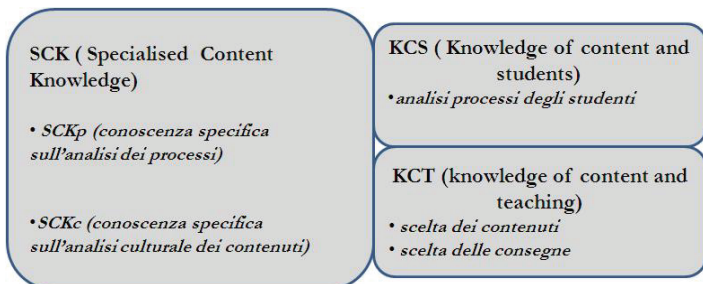 SCK ( Specialised Content
Knowledge)
• SCKp (conoscenza specifica
sull'analisi dei processi)
•SCKc (conoscenza specifica
sull'analisi culturale dei contenuti)
KCS ( Knowledge of content and
students)
•analisi processi degli studenti
KCT (knowledge of content and
teaching)
• scelta dei contenuti
• scelta delle consegne